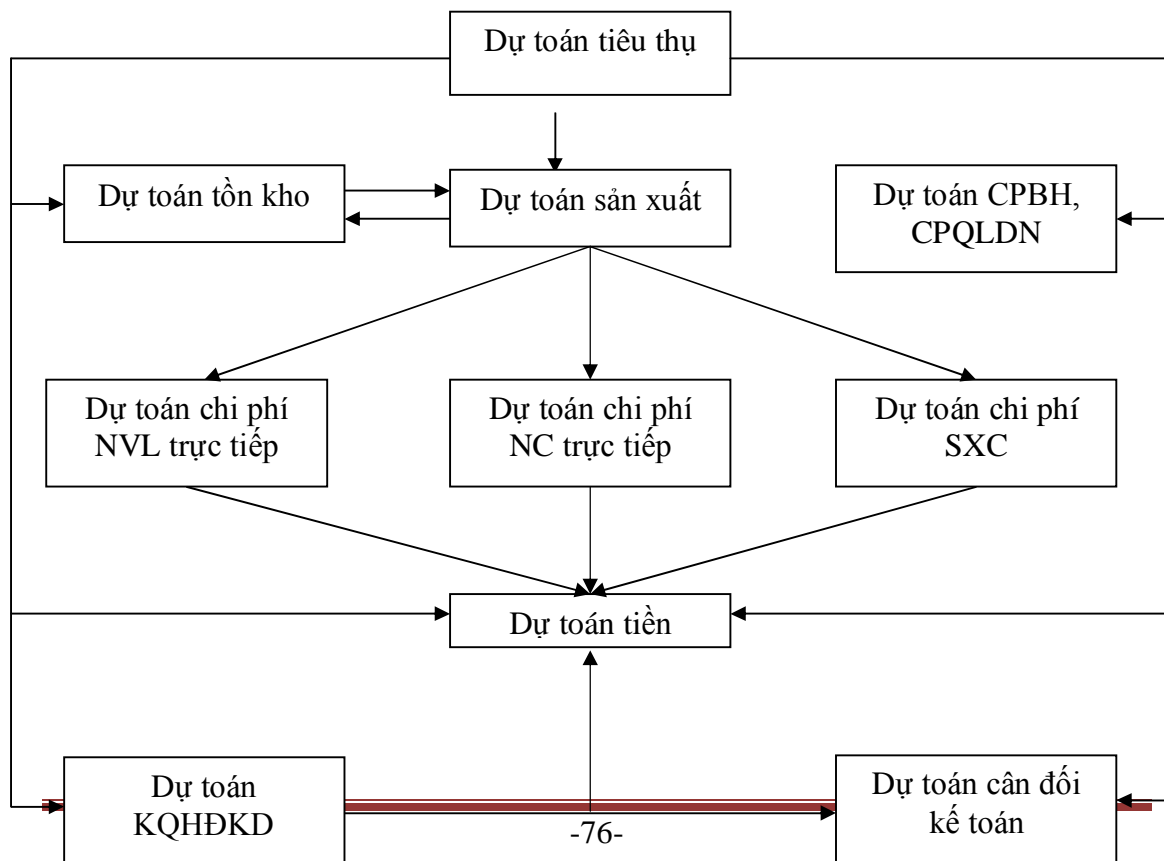 Dự toán tiêu thụ
Dự toán tồn kho
Dự toán sản xuất
Dự toán CPBH,
CPQLDN
Dự toán chi phí
NVL trực tiếp
Dự toán chi phí
NC trực tiếp
Dự toán chi phí
SXC
Dự toán tiền
Dự toán
KQHĐKD
Dự toán cân đối
kế toán
-76-